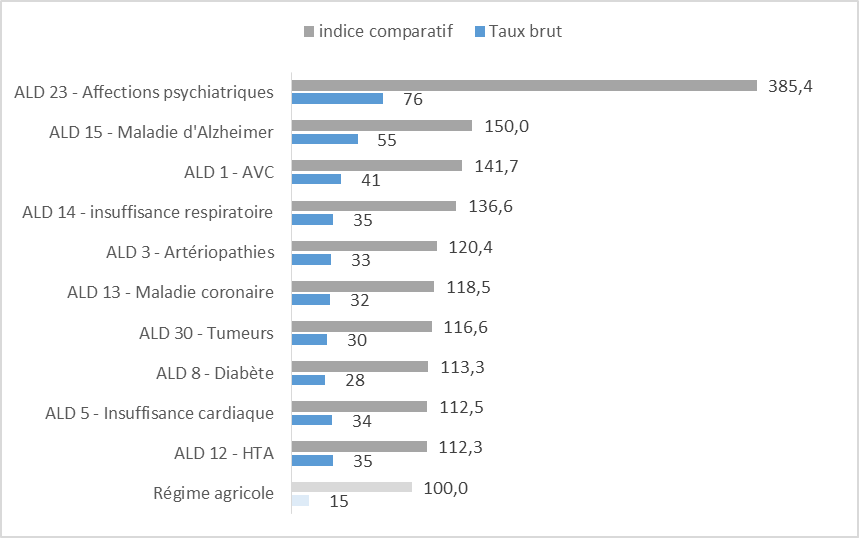 indice comparatif Taux brut
ALD 23 - Affections psychiatriques 385,4
76
ALD 15 - Maladie d'Alzheimer 150,0
55
ALD 1 - AVC 141,7
41
ALD 14 - insuffisance respiratoire 136,6
35
ALD 3 - Artériopathies 120,4
33
ALD 13 - Maladie coronaire 118,5
32
ALD 30 - Tumeurs 116,6
30
ALD 8 - Diabète 113,3
28
ALD 5 - Insuffisance cardiaque 112,5
34
ALD 12 - HTA 112,3
35
Régime agricole 100,0
15